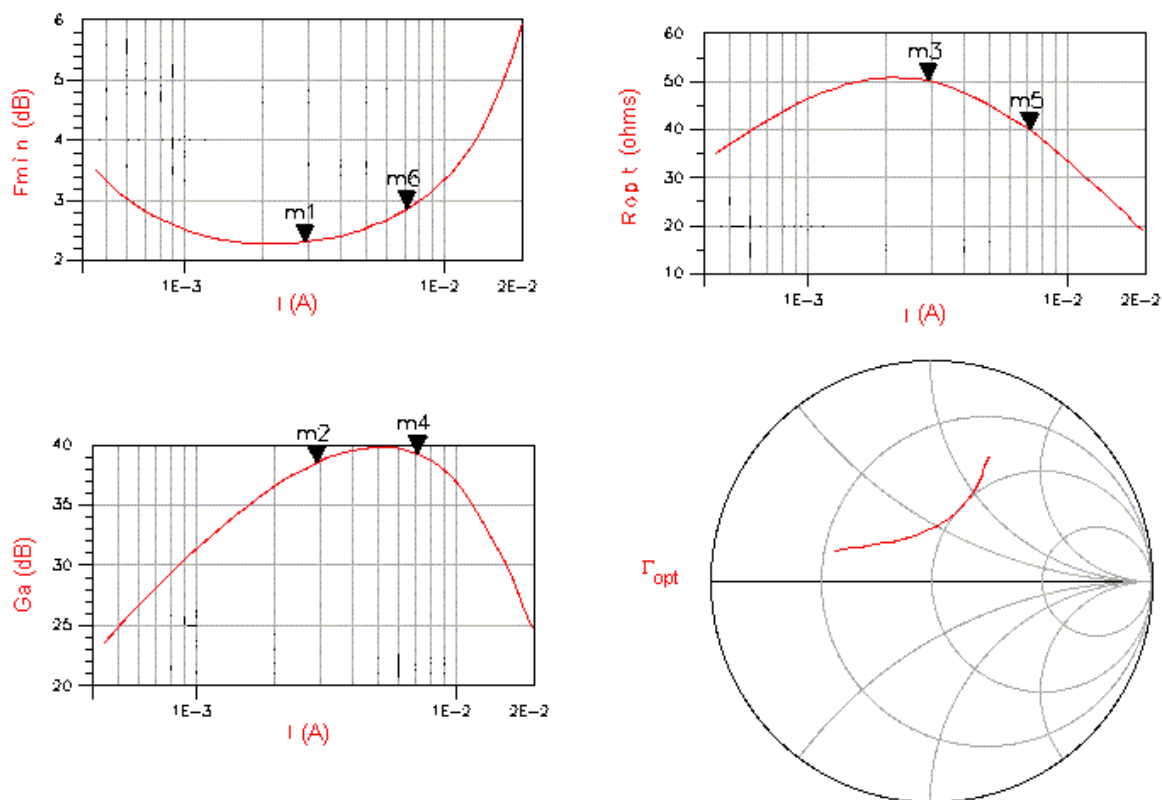 Fmin (dB)
6
5
4
3
2
m1
m6
1E-3
1E-2
2E-2
I (A)
Ropt (ohms)
60
50
40
30
20
10
m3
m5
1E-3
1E-2
2E-2
I (A)
Ga (dB)
40
35
30
25
20
m2
m4
1E-3
1E-2
2E-2
I (A)
Γopt